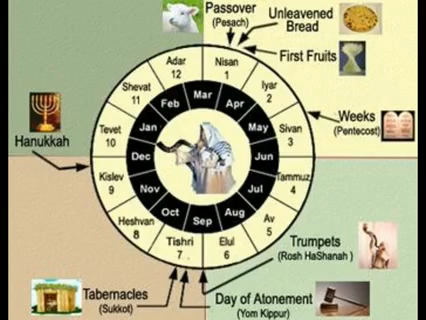 Passover
(Pesach)
Unleavened
Bread
First Fruits
Weeks
(Pentecost)
Trumpets
(Rosh HaShanah )
Day of Atonement
(Yom Kippur)
Tabernacles
(Sukkot)
Hanukkah
Nisan
1
Iyar
2
Sivan
3
Tammuz
4
Av
5
Elul
6
Tishri
7
Heshvan
8
Kislev
9
Tevet
10
Shevat
11
Adar
12
Mar
Apr
May
Jun
Jul
Aug
Sep
Oct
Nov
Dec
Jan
Feb